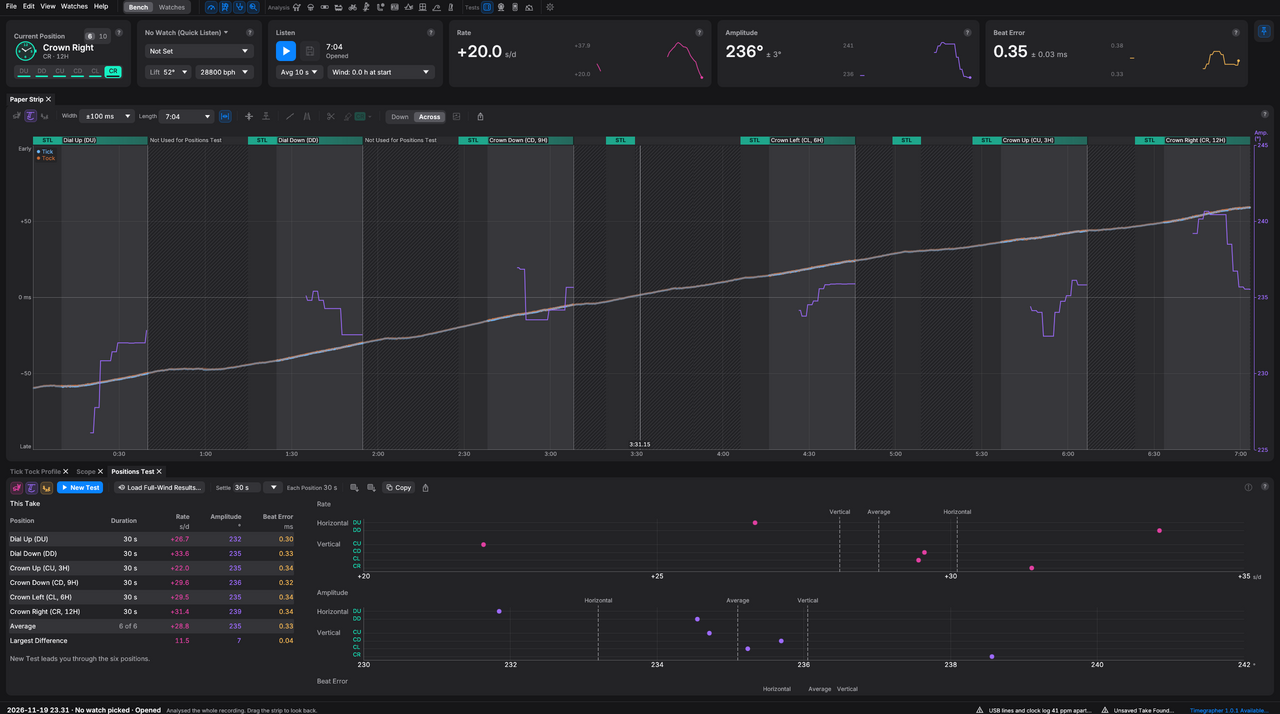 File Edit View Watches Help Bench Watches Analysis Tests
Current Position 6 10 ?
Crown Right
CR · 12H
DU DD CU CD CL CR
No Watch (Quick Listen) ?
Not Set
Lift 52° 28800 bph
Listen ?
7:04
Opened
Avg 10 s Wind: 0.0 h at start
Rate ?
+20.0 s/d
+37.9
+20.0
Amplitude ?
236° ± 3°
241
236
Beat Error ?
0.35 ± 0.03 ms
0.36
0.33
Paper Strip
Width ±100 ms Length 7:04 Down Across ?
STL Dial Up (DU) Not Used for Positions Test STL Dial Down (DD) Not Used for Positions Test STL Crown Down (CD, 9H) STL STL Crown Left (CL, 6H) STL STL Crown Up (CU, 3H) STL Crown Right (CR, 12H)
Amp. (°)
Early
Tick
Tock
+50
0 ms
−50
Late
245
240
235
230
225
3:31.15
0:30 1:00 1:30 2:00 2:30 3:00 3:30 4:00 4:30 5:00 5:30 6:00 6:30 7:00
Tick Tock Profile Scope Positions Test
New Test Load Full-Wind Results... Settle 30 s Each Position 30 s Copy ?
This Take
Position Duration Rate s/d Amplitude ° Beat Error ms
Dial Up (DU) 30 s +26.7 232 0.30
Dial Down (DD) 30 s +33.6 235 0.33
Crown Up (CU, 3H) 30 s +22.0 235 0.34
Crown Down (CD, 9H) 30 s +29.6 236 0.32
Crown Left (CL, 6H) 30 s +29.5 235 0.34
Crown Right (CR, 12H) 30 s +31.4 239 0.34
Average 6 of 6 +28.8 235 0.33
Largest Difference 11.5 7 0.04
New Test leads you through the six positions.
Rate
Vertical Average Horizontal
Horizontal DU
DD
Vertical CU
CD
CL
CR
+20 +25 +30 +35 s/d
Amplitude
Horizontal Average Vertical
Horizontal DU
DD
Vertical CU
CD
CL
CR
230 232 234 236 238 240 242 °
Beat Error
Horizontal Average Vertical
2026-11-19 23.31 · No watch picked · Opened Analysed the whole recording. Drag the strip to look back. USB lines and clock log 41 ppm apart... Unsaved Take Found... Timegrapher 1.0.1 Available...